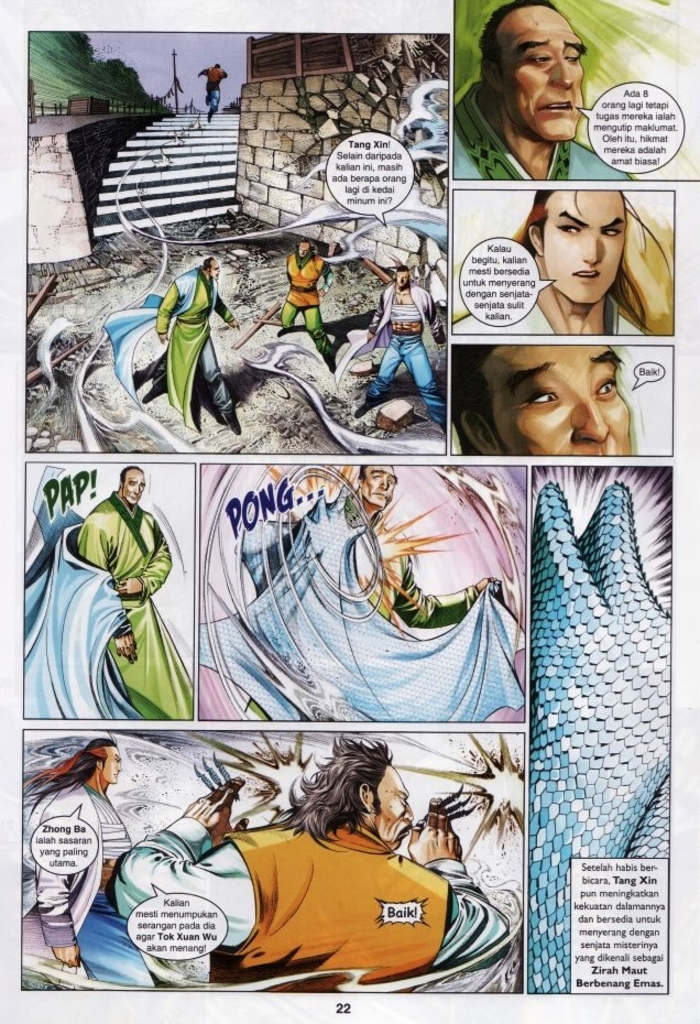 Tang Xin!
Selain daripada
kalian ini, masih
ada berapa orang
lagi di kedai
minum ini?
Ada 8
orang lagi tetapi
tugas mereka ialah
mengutip maklumat.
Oleh itu, hikmat
mereka adalah
amat biasa!
Kalau
begitu, kalian
mesti bersedia
untuk menyerang
dengan senjata-
senjata sulit
kalian.
Baik!
PAP!
PONG...
Zhong Ba
ialah sasaran
yang paling
utama.
Kalian
mesti menumpukan
serangan pada dia
agar Tok Xuan Wu
akan menang!
Baik!
Setelah habis ber-
bicara, Tang Xin
pun meningkatkan
kekuatan dalamannya
dan bersedia untuk
menyerang dengan
senjata misterinya
yang dikenali sebagai
Zirah Maut
Berbenang Emas.
22